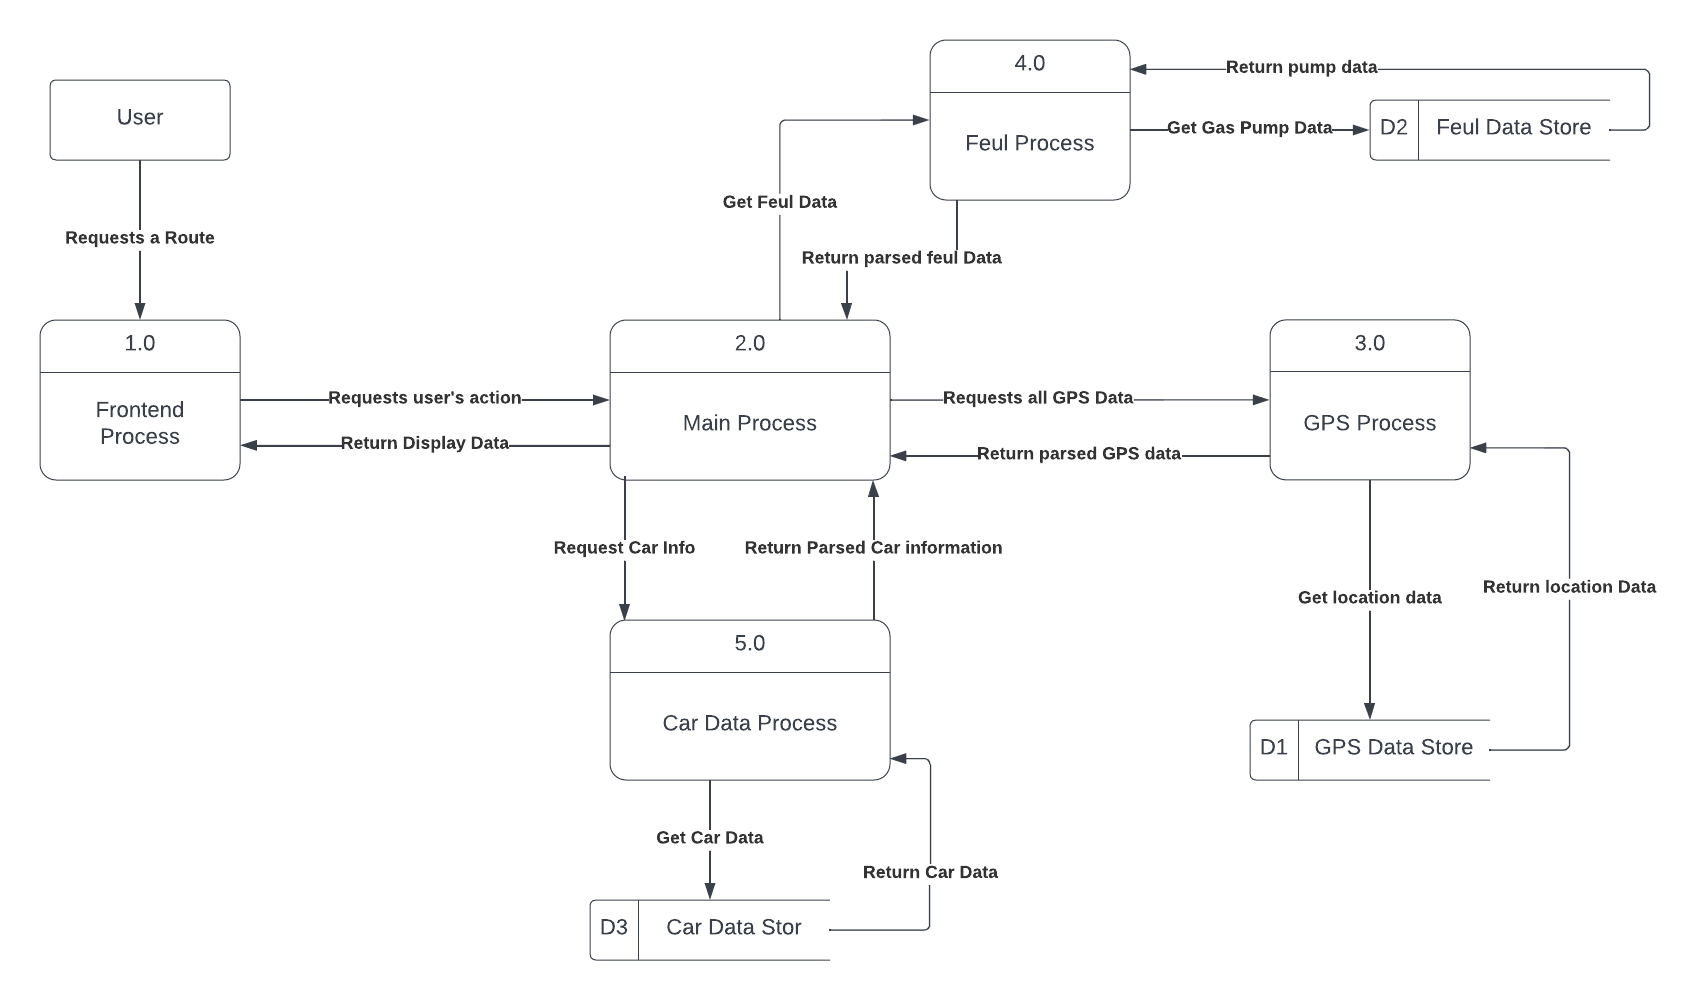 4.0
Return pump data
User
D2
Feul Data Store
Get Gas Pump Data
Feul Process
Get Feul Data
Requests a Route
Return parsed feul Data
1.0
2.0
3.0
Requests user's action
Requests all GPS Data
Frontend
Process
Main Process
GPS Process
Return Display Data
Return parsed GPS data
Request Car Info
Return Parsed Car information
Return location Data
Get location data
5.0
Car Data Process
D1
GPS Data Store
Get Car Data
Return Car Data
D3
Car Data Stor